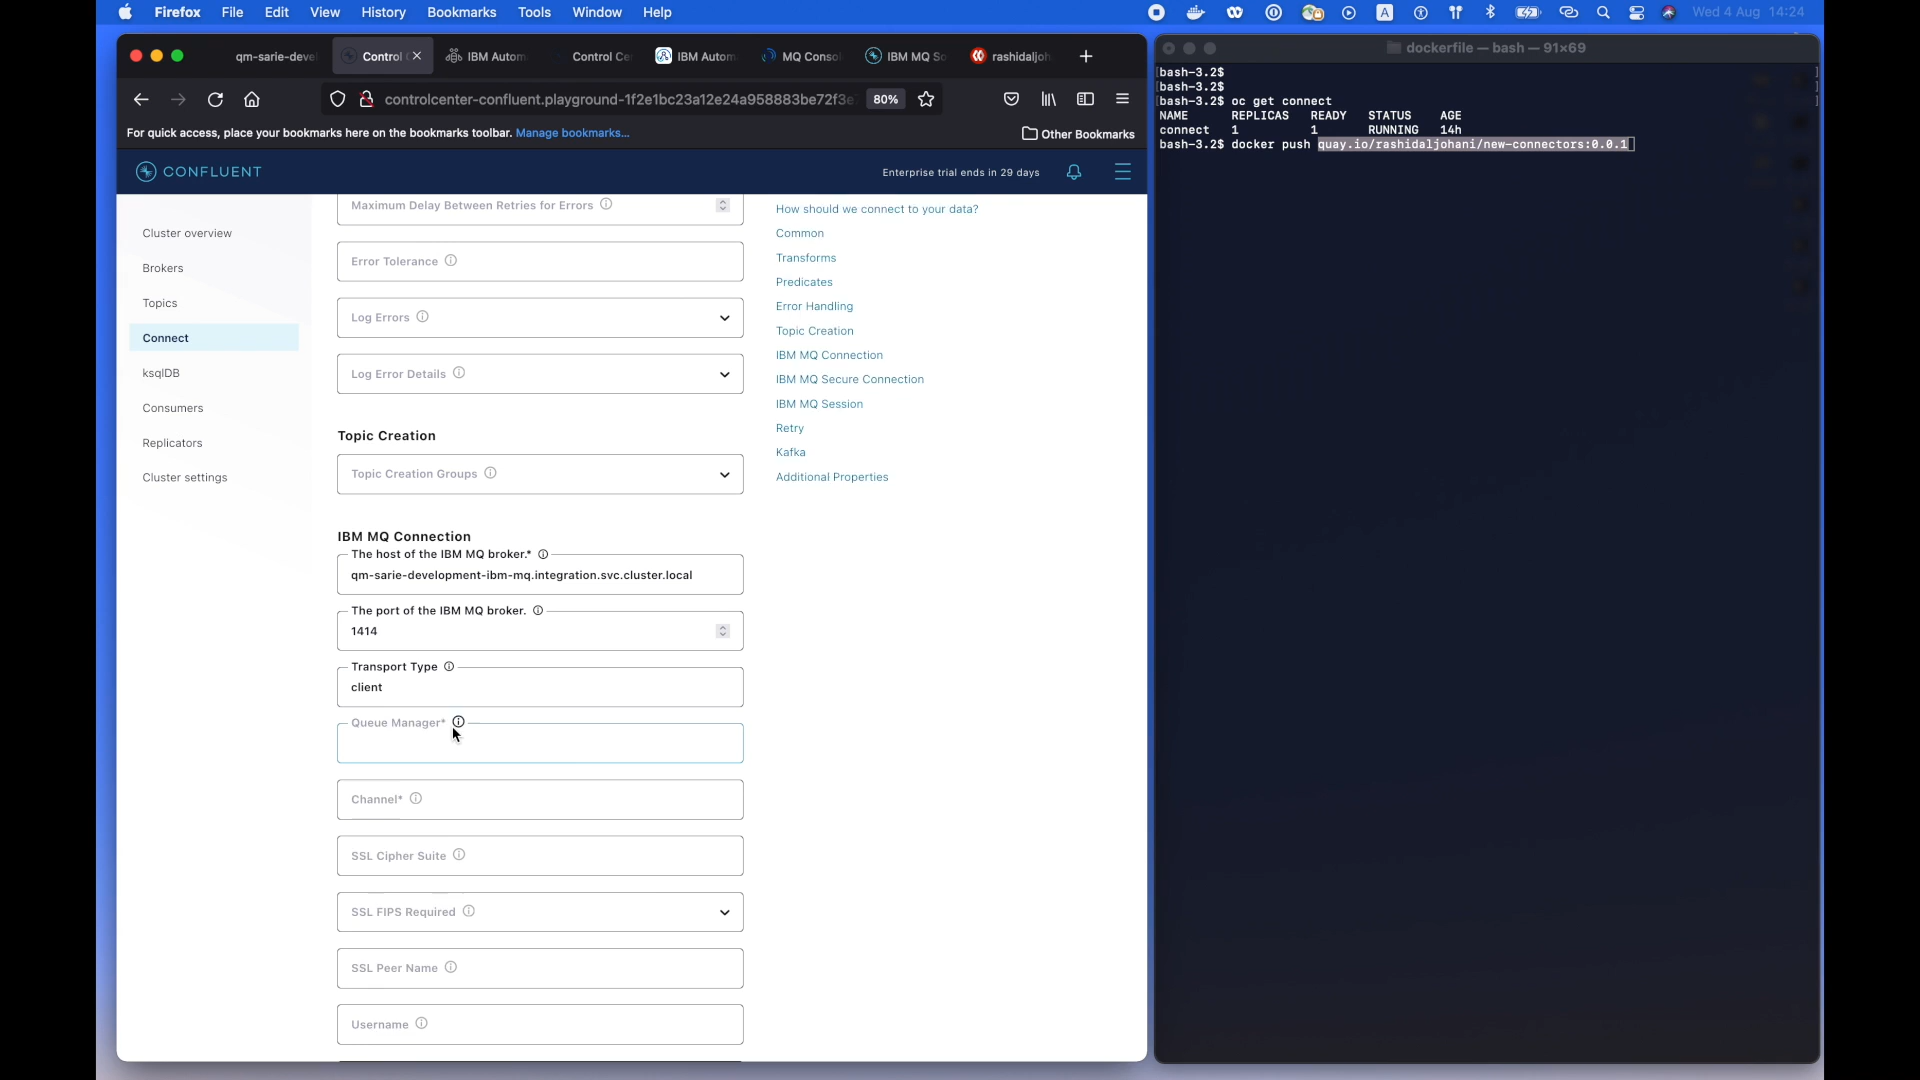 Firefox File Edit View History Bookmarks Tools Window Help
A
Wed 4 Aug 14:24
qm-sarie-devel
Control C
IBM Autom
Control Cen
IBM Autom
MQ Consol
IBM MQ So
rashidaljoh
controlcenter-confluent.playground-1f2e1bc23a12e24a958883be72f3e
80%
For quick access, place your bookmarks here on the bookmarks toolbar. Manage bookmarks...
Other Bookmarks
CONFLUENT
Enterprise trial ends in 29 days
Cluster overview
Brokers
Topics
Connect
ksqlDB
Consumers
Replicators
Cluster settings
Maximum Delay Between Retries for Errors
Error Tolerance
Log Errors
Log Error Details
Topic Creation
Topic Creation Groups
IBM MQ Connection
The host of the IBM MQ broker.*
qm-sarie-development-ibm-mq.integration.svc.cluster.local
The port of the IBM MQ broker.
1414
Transport Type
client
Queue Manager*
Channel*
SSL Cipher Suite
SSL FIPS Required
SSL Peer Name
Username
How should we connect to your data?
Common
Transforms
Predicates
Error Handling
Topic Creation
IBM MQ Connection
IBM MQ Secure Connection
IBM MQ Session
Retry
Kafka
Additional Properties
dockerfile — bash — 91×69
[bash-3.2$ ]
[bash-3.2$ ]
[bash-3.2$ oc get connect ]
NAME REPLICAS READY STATUS AGE
connect 1 1 RUNNING 14h
bash-3.2$ docker push quay.io/rashidaljohani/new-connectors:0.0.1